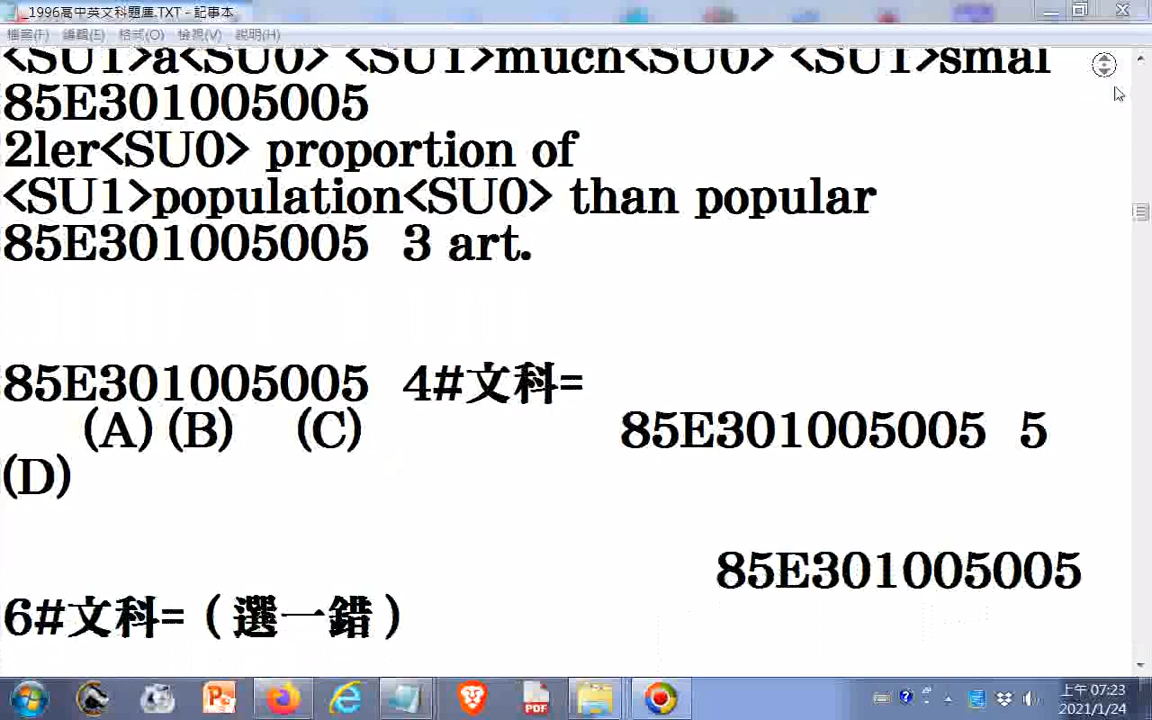 _1996高中英文科題庫.TXT - 記事本
檔案(F) 編輯(E) 格式(O) 檢視(V) 說明(H)
<SU1>a<SU0> <SU1>much<SU0> <SU1>smal
85E301005005
2ler<SU0> proportion of
<SU1>population<SU0> than popular
85E301005005 3 art.
85E301005005 4#文科=
(A) (B) (C) 85E301005005 5
(D)
85E301005005
6#文科=（選一錯）
PDF
上午 07:23
2021/1/24